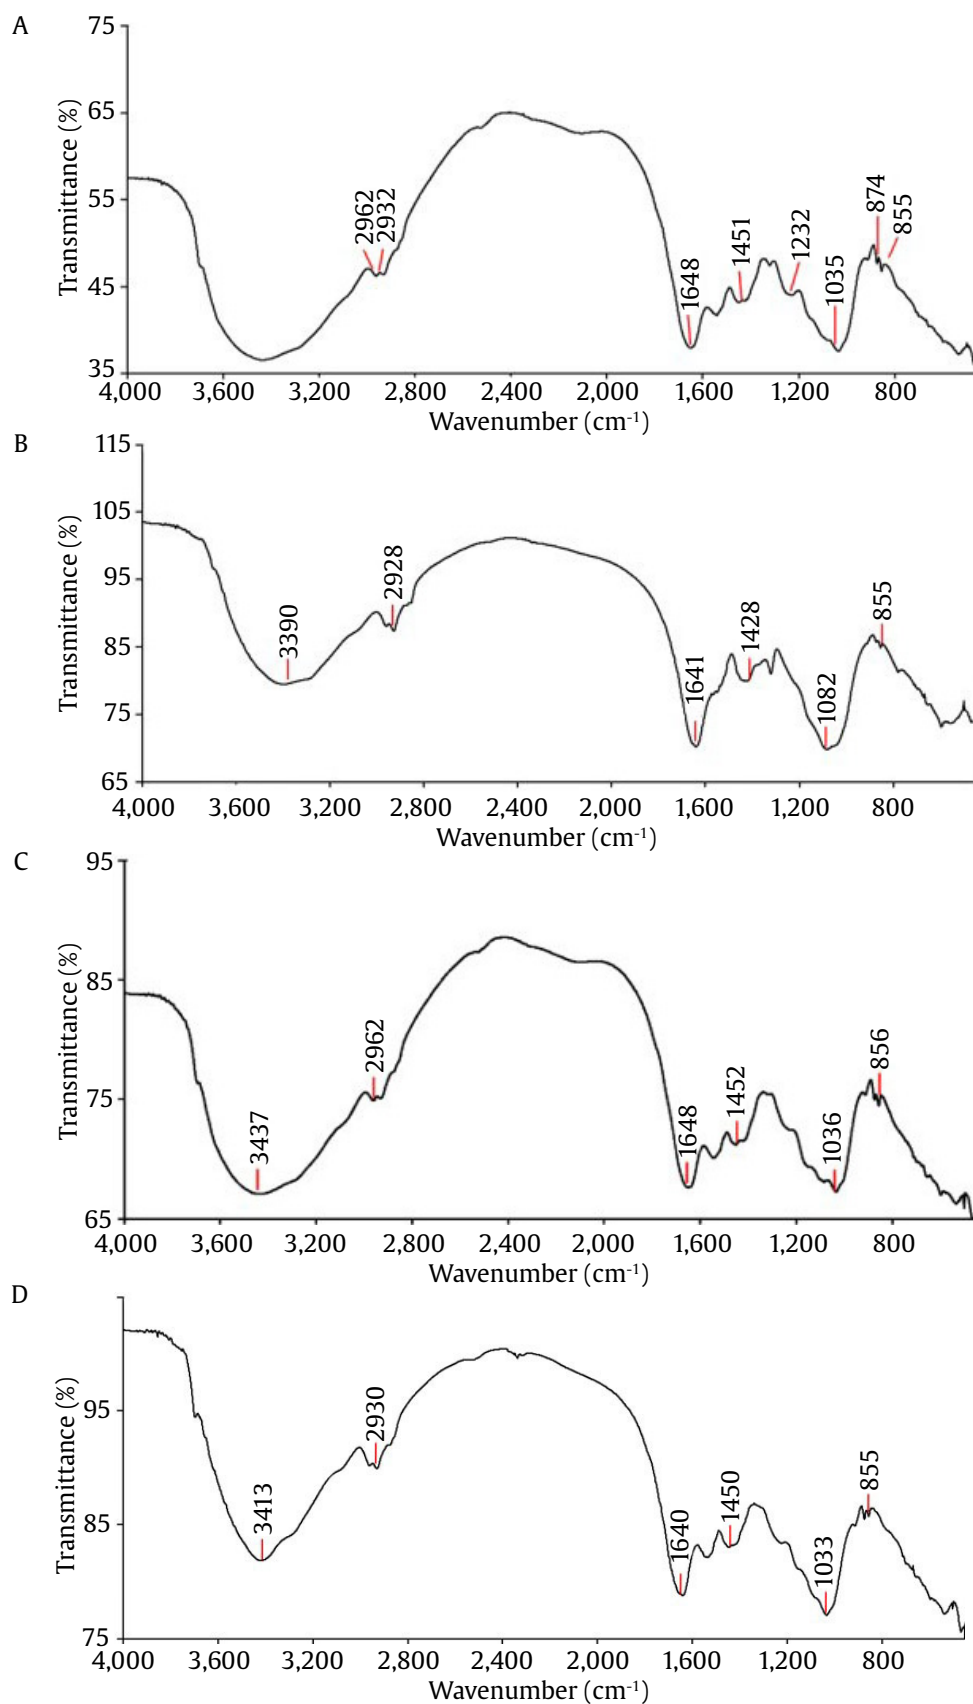 A
75
65
55
45
35
Transmittance (%)
2962
2932
1648
1451
1232
1035
874
855
4,000 3,600 3,200 2,800 2,400 2,000 1,600 1,200 800
Wavenumber (cm-1)
B
115
105
95
85
75
65
Transmittance (%)
3390
2928
1641
1428
1082
855
4,000 3,600 3,200 2,800 2,400 2,000 1,600 1,200 800
Wavenumber (cm-1)
C
95
85
75
65
Transmittance (%)
3437
2962
1648
1452
1036
856
4,000 3,600 3,200 2,800 2,400 2,000 1,600 1,200 800
Wavenumber (cm-1)
D
95
85
75
Transmittance (%)
3413
2930
1640
1450
1033
855
4,000 3,600 3,200 2,800 2,400 2,000 1,600 1,200 800
Wavenumber (cm-1)